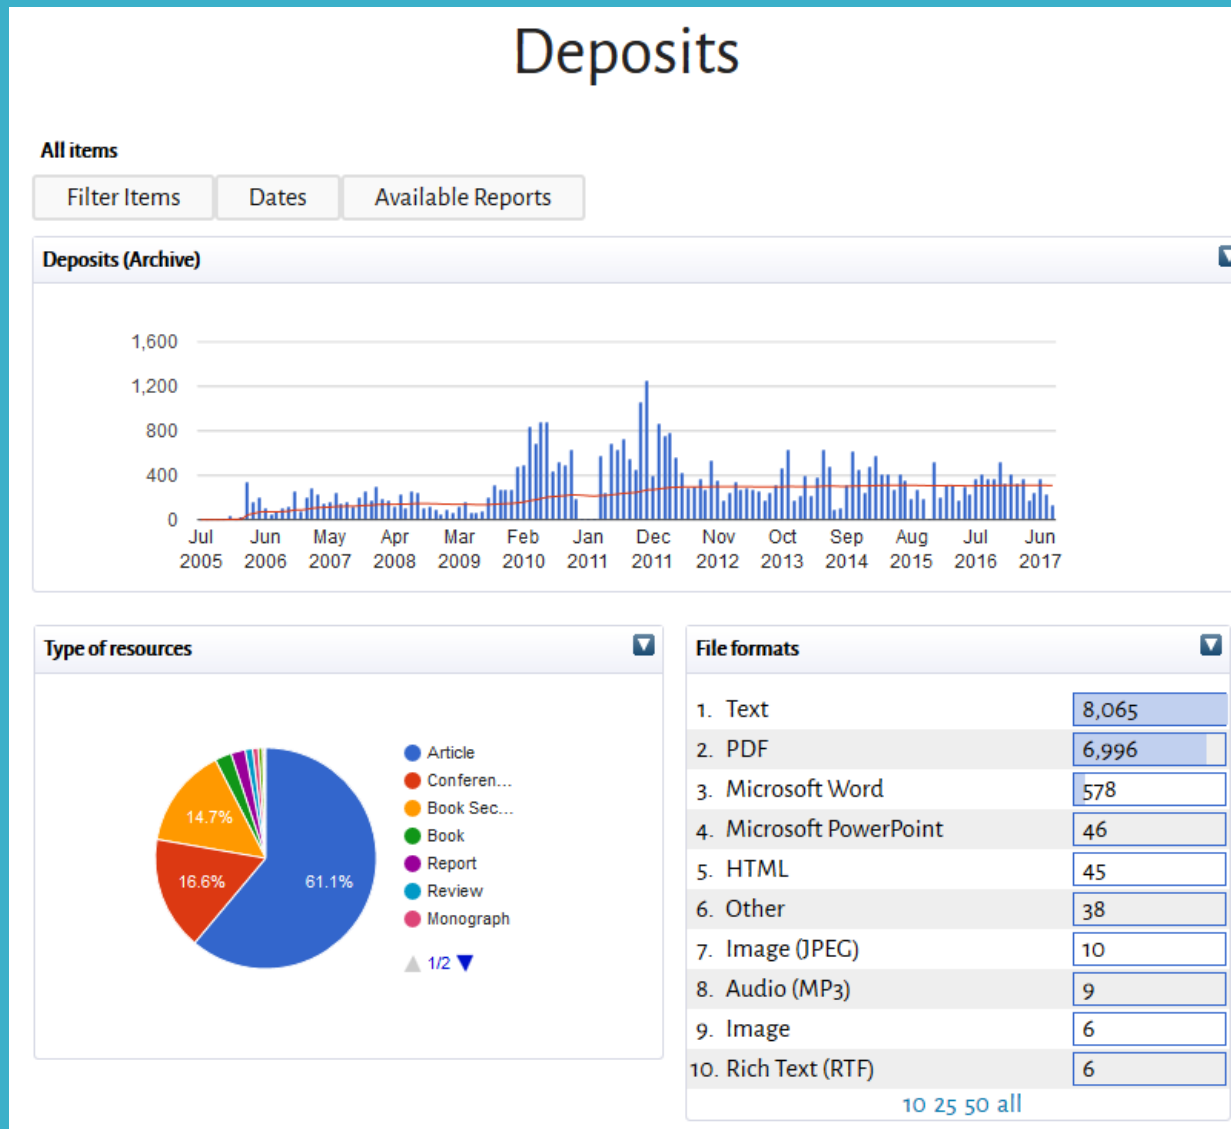 Deposits
All items
Filter Items Dates Available Reports
Deposits (Archive)
1,600
1,200
800
400
0
Jul Jun May Apr Mar Feb Jan Dec Nov Oct Sep Aug Jul Jun
2005 2006 2007 2008 2009 2010 2011 2011 2012 2013 2014 2015 2016 2017
Type of resources
14.7%
16.6%
61.1%
Article
Conferen...
Book Sec...
Book
Report
Review
Monograph
1/2
File formats
1. Text 8,065
2. PDF 6,996
3. Microsoft Word 578
4. Microsoft PowerPoint 46
5. HTML 45
6. Other 38
7. Image (JPEG) 10
8. Audio (MP3) 9
9. Image 6
10. Rich Text (RTF) 6
10 25 50 all